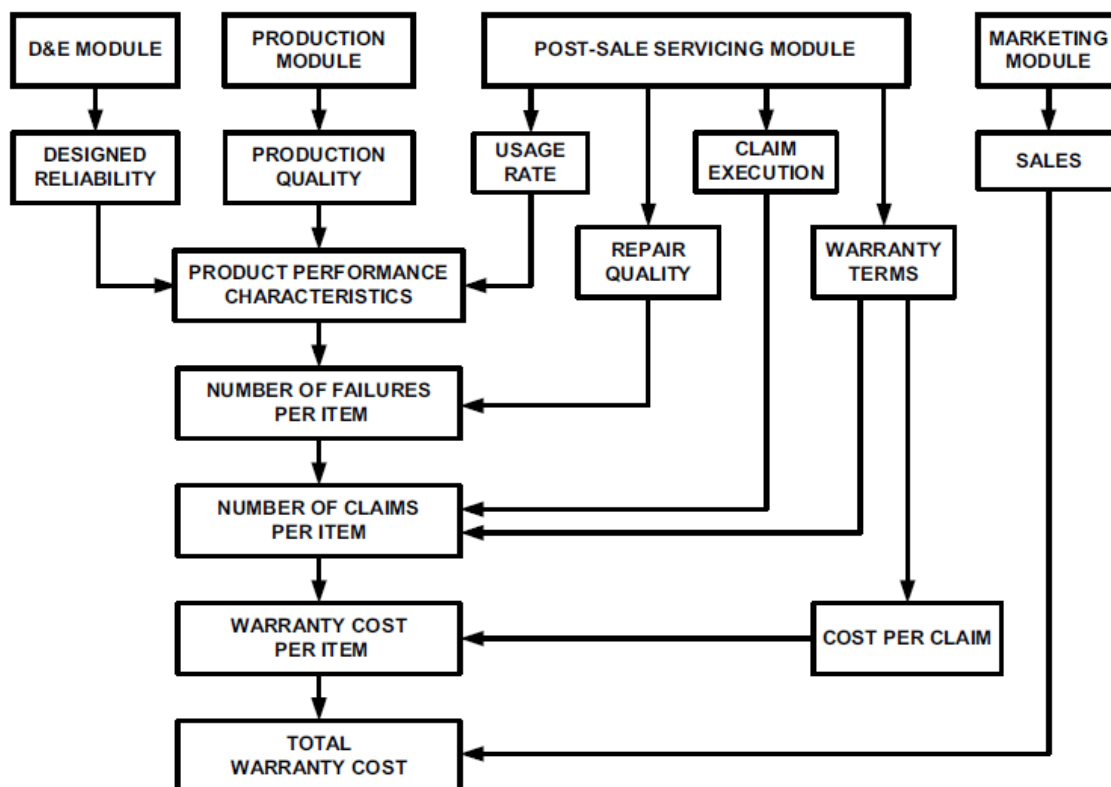 D&E MODULE
PRODUCTION
MODULE
POST-SALE SERVICING MODULE
MARKETING
MODULE
DESIGNED
RELIABILITY
PRODUCTION
QUALITY
USAGE
RATE
CLAIM
EXECUTION
SALES
REPAIR
QUALITY
WARRANTY
TERMS
PRODUCT PERFORMANCE
CHARACTERISTICS
NUMBER OF FAILURES
PER ITEM
NUMBER OF CLAIMS
PER ITEM
WARRANTY COST
PER ITEM
COST PER CLAIM
TOTAL
WARRANTY COST